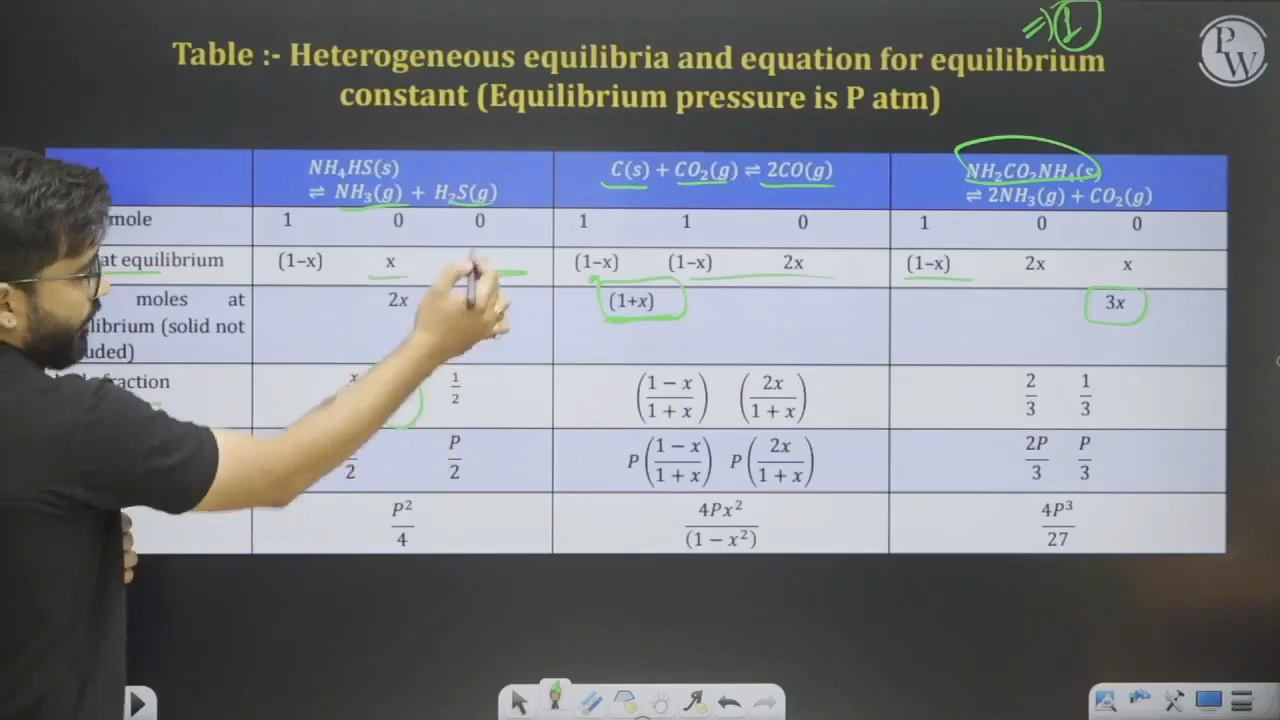 ⇒ 1
PW
Table :- Heterogeneous equilibria and equation for equilibrium
constant (Equilibrium pressure is P atm)
NH₄HS(s)
⇌ NH₃(g) + H₂S(g)
C(s) + CO₂(g) ⇌ 2CO(g)
NH₂CO₂NH₄(s
⇌ 2NH₃(g) + CO₂(g)
mole 1 0 0 1 1 0 1 0 0
at equilibrium (1−x) x (1−x) (1−x) 2x (1−x) 2x x
moles at 2x (1+x) 3x
(solid not
x 1/2 ((1 − x)/(1 + x)) (2x/(1 + x)) 2/3 1/3
2 P/2 P((1 − x)/(1 + x)) P(2x/(1 + x)) 2P/3 P/3
P²/4 4Px²/(1 − x²) 4P³/27